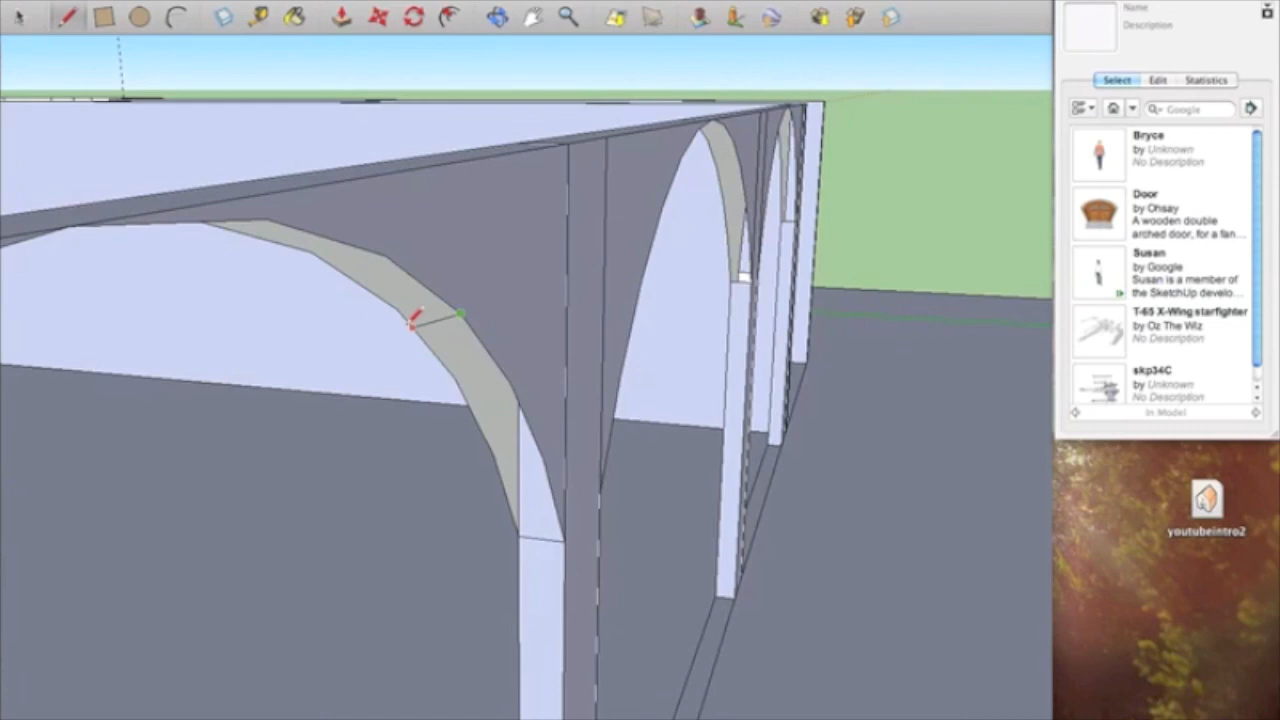 Name
Description
Select Edit Statistics
Google
Bryce
by Unknown
No Description
Door
by Ohsay
A wooden double
arched door, for a fan...
Susan
by Google
Susan is a member of
the SketchUp develo...
T-65 X-Wing starfighter
by Oz The Wiz
No Description
skp34C
by Unknown
No Description
In Model
youtubeintro2